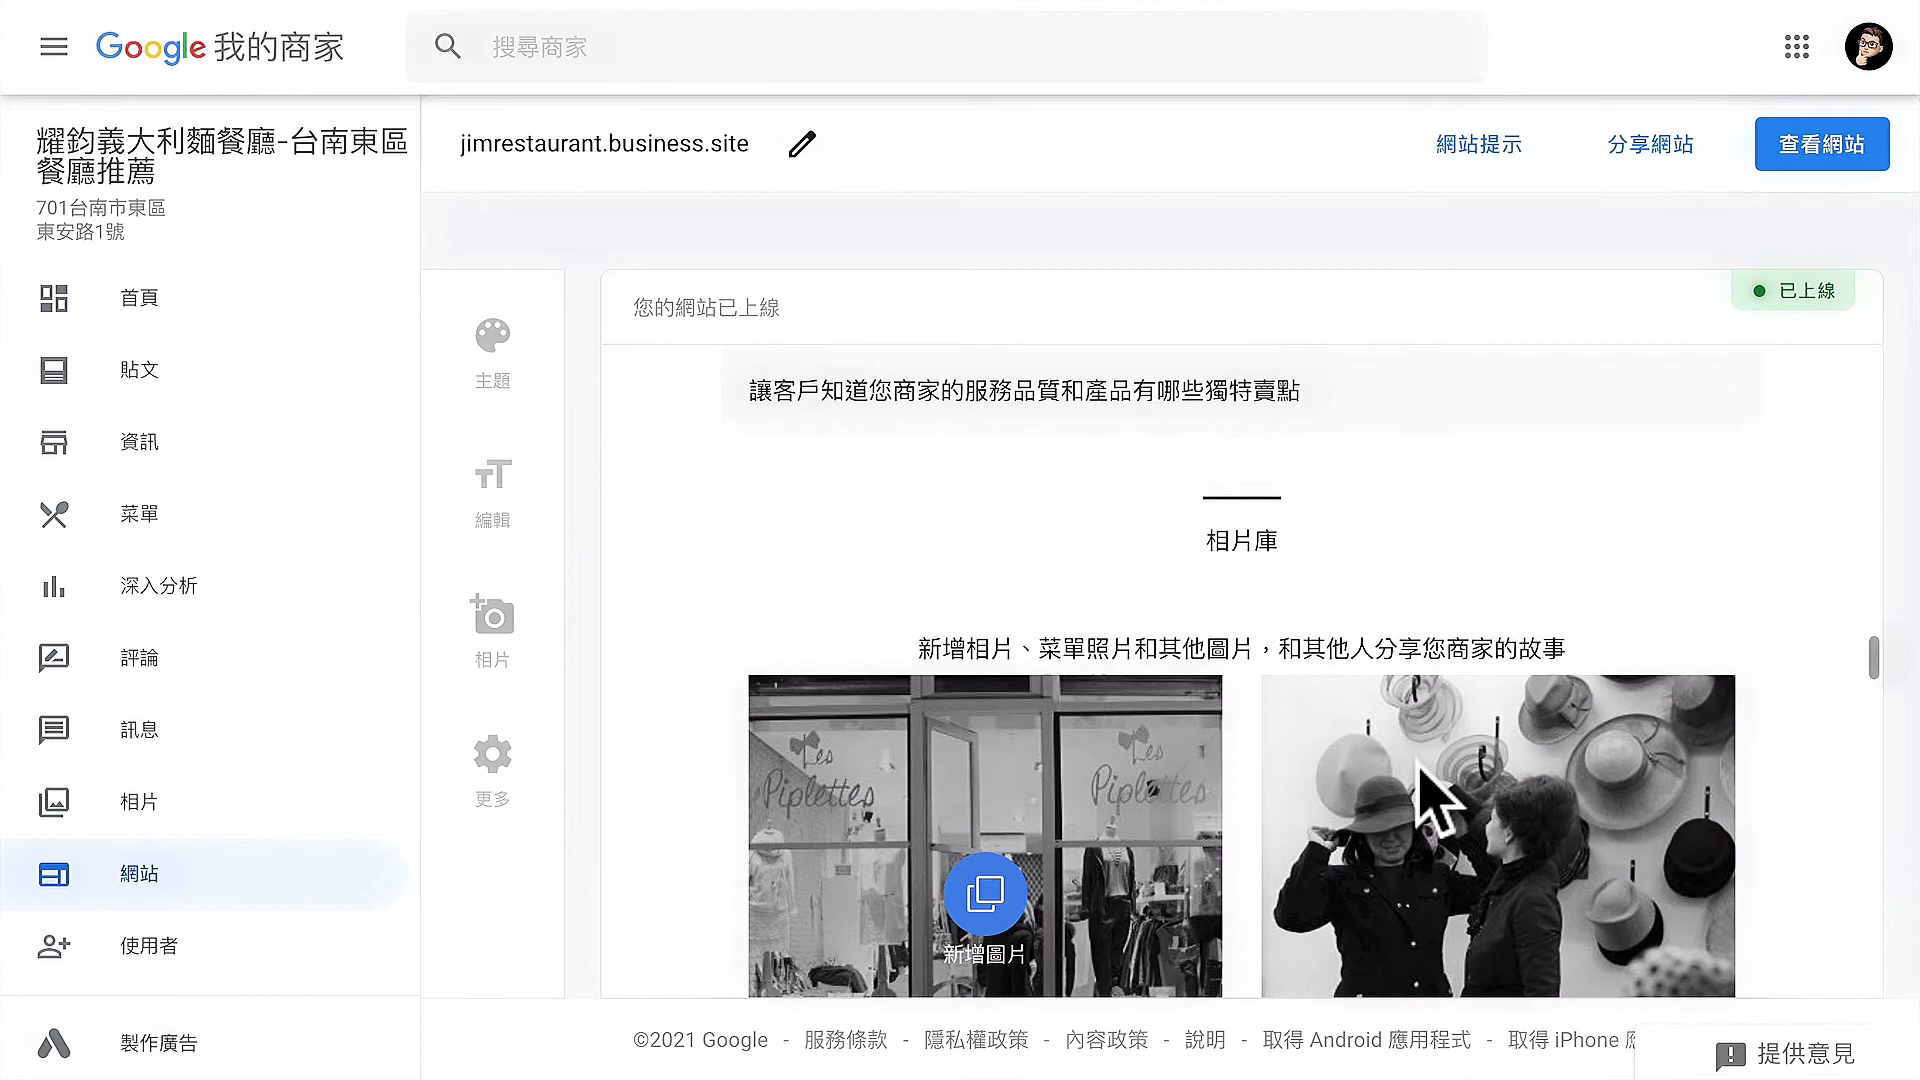 Google 我的商家
搜尋商家
耀鈞義大利麵餐廳-台南東區
餐廳推薦
701台南市東區
東安路1號
首頁
貼文
資訊
菜單
深入分析
評論
訊息
相片
網站
使用者
製作廣告
jimrestaurant.business.site
網站提示
分享網站
查看網站
主題
編輯
相片
更多
您的網站已上線
已上線
讓客戶知道您商家的服務品質和產品有哪些獨特賣點
相片庫
新增相片、菜單照片和其他圖片，和其他人分享您商家的故事
Les
Piplettes
Les
Piplettes
新增圖片
©2021 Google - 服務條款 - 隱私權政策 - 內容政策 - 說明 - 取得 Android 應用程式 - 取得 iPhone
提供意見